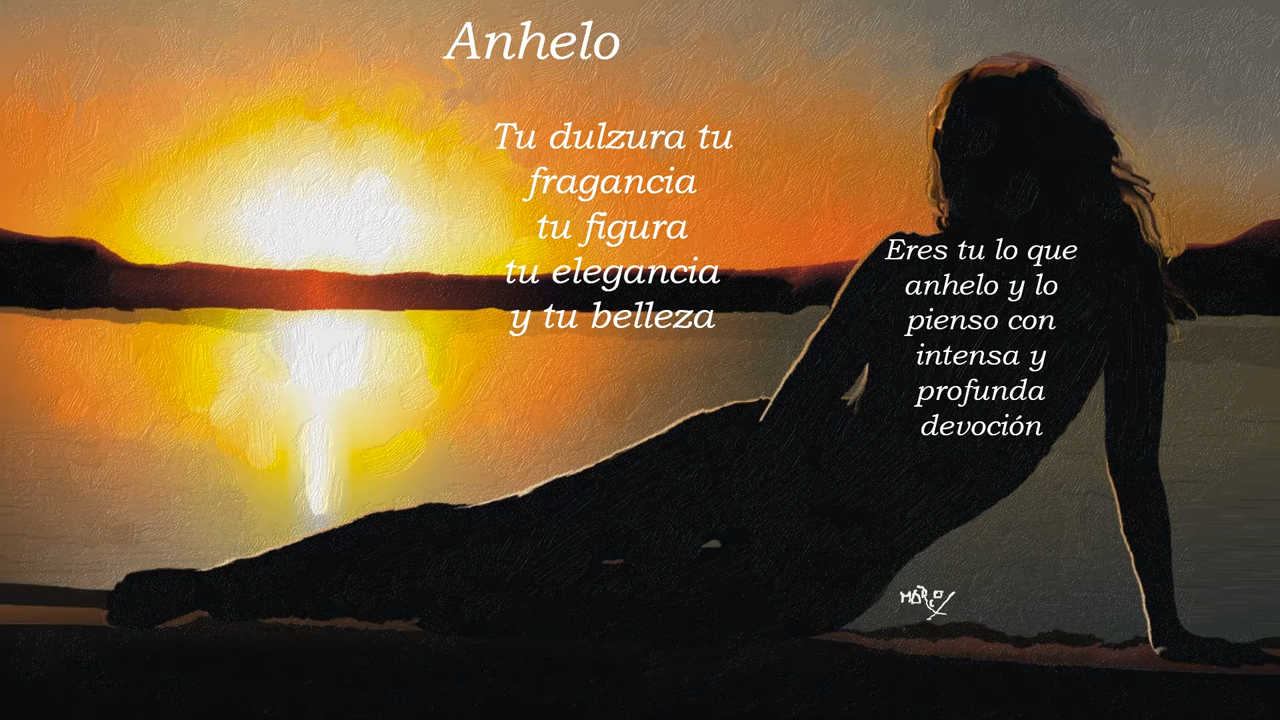 Anhelo
Tu dulzura tu
fragancia
tu figura
tu elegancia
y tu belleza
Eres tu lo que
anhelo y lo
pienso con
intensa y
profunda
devoción